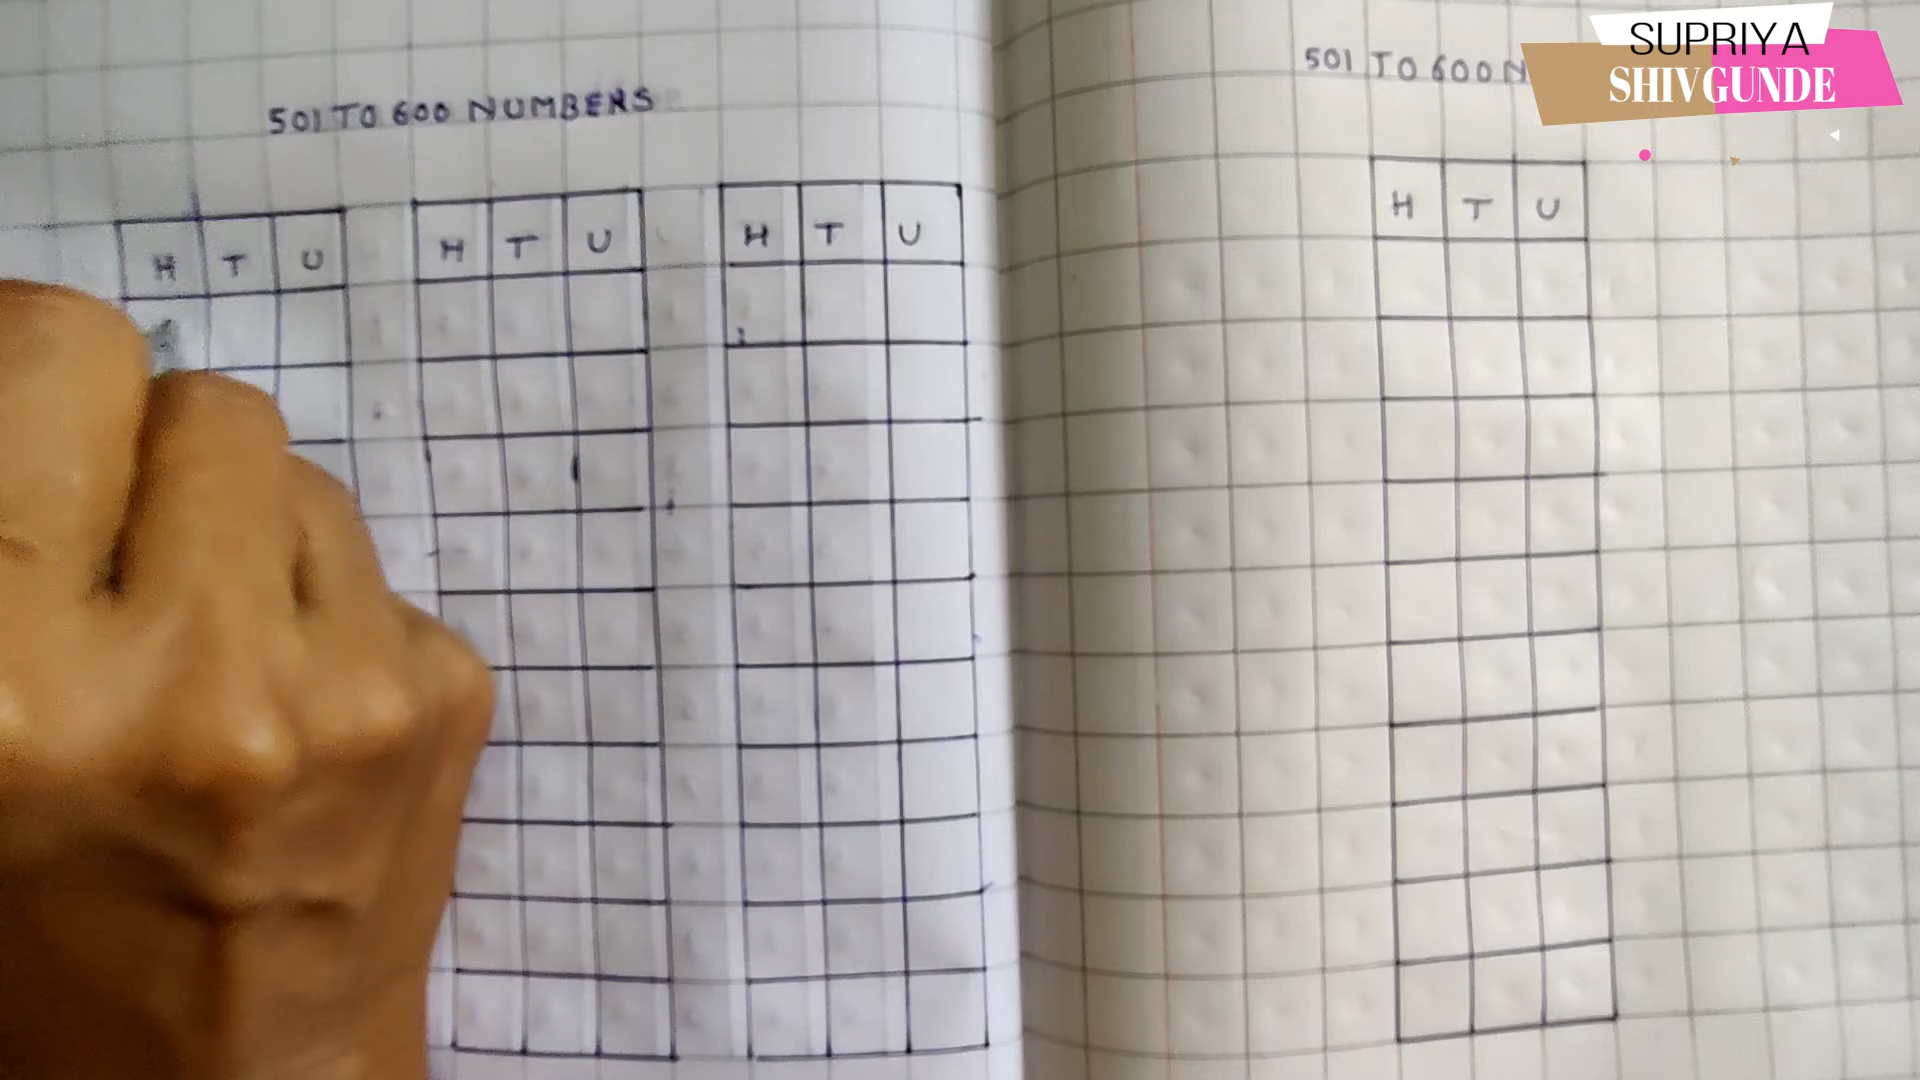 501 TO 600 NUMBERS
H T U
H T U
H T U
501 TO 600 N
H T U
SUPRIYA
SHIVGUNDE